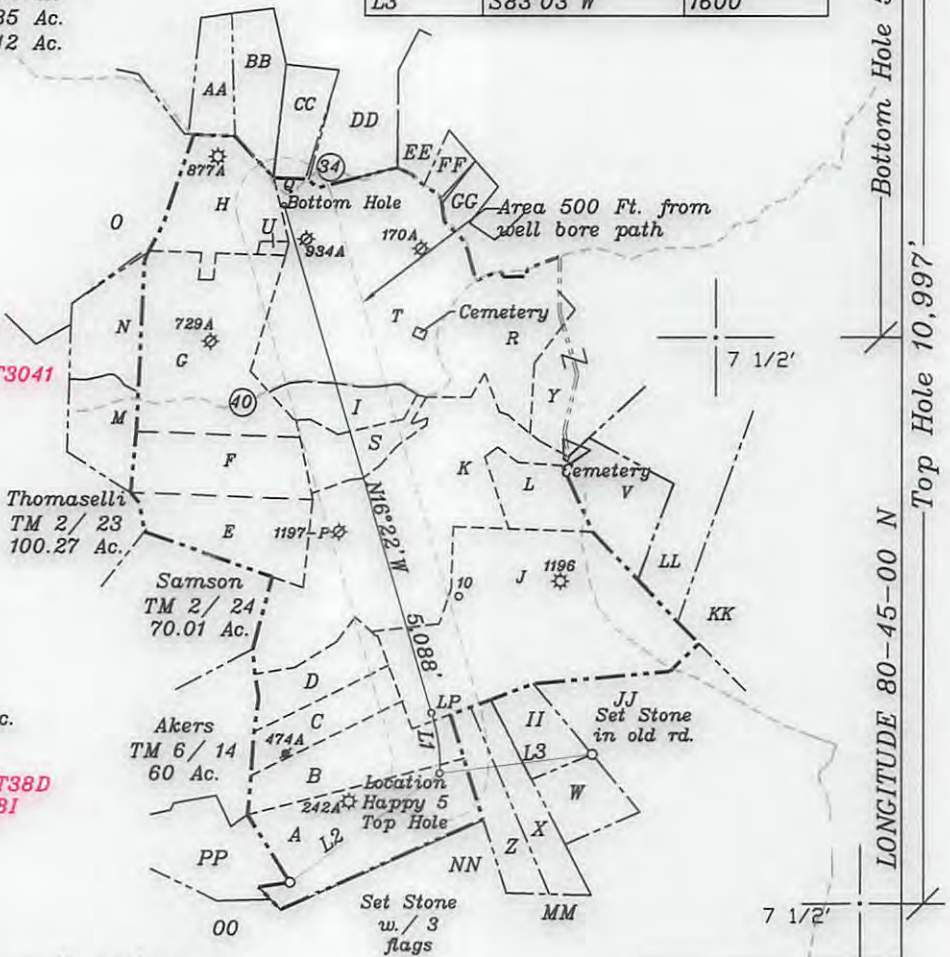 35 Ac.
12 Ac.
L3 S83°03'W 1600'
Bottom Hole
Top Hole 10,997'
LONGITUDE 80-45-00 N
AA
BB
CC
DD
EE
FF
GG
34
877A
H
Q
Bottom Hole
O
U
934A
170A
Area 500 Ft. from
well bore path
N
729A
G
T
Cemetery
R
7 1/2'
T3041
40
M
I
Y
S
F
K
L
Cemetery
V
Thomaselli
TM 2/ 23
100.27 Ac.
E
1197-P
N16°22'W
5,088'
J
1196
LL
10
KK
Samson
TM 2/ 24
70.01 Ac.
D
LP
C
L1
II
JJ
Set Stone
in old rd.
Akers
TM 6/ 14
60 Ac.
474A
L3
B
W
Location
Happy 5
Top Hole
242A
A
L2
X
Z
T38D
8I
c.
PP
NN
MM
OO
Set Stone
w./ 3
flags
7 1/2'